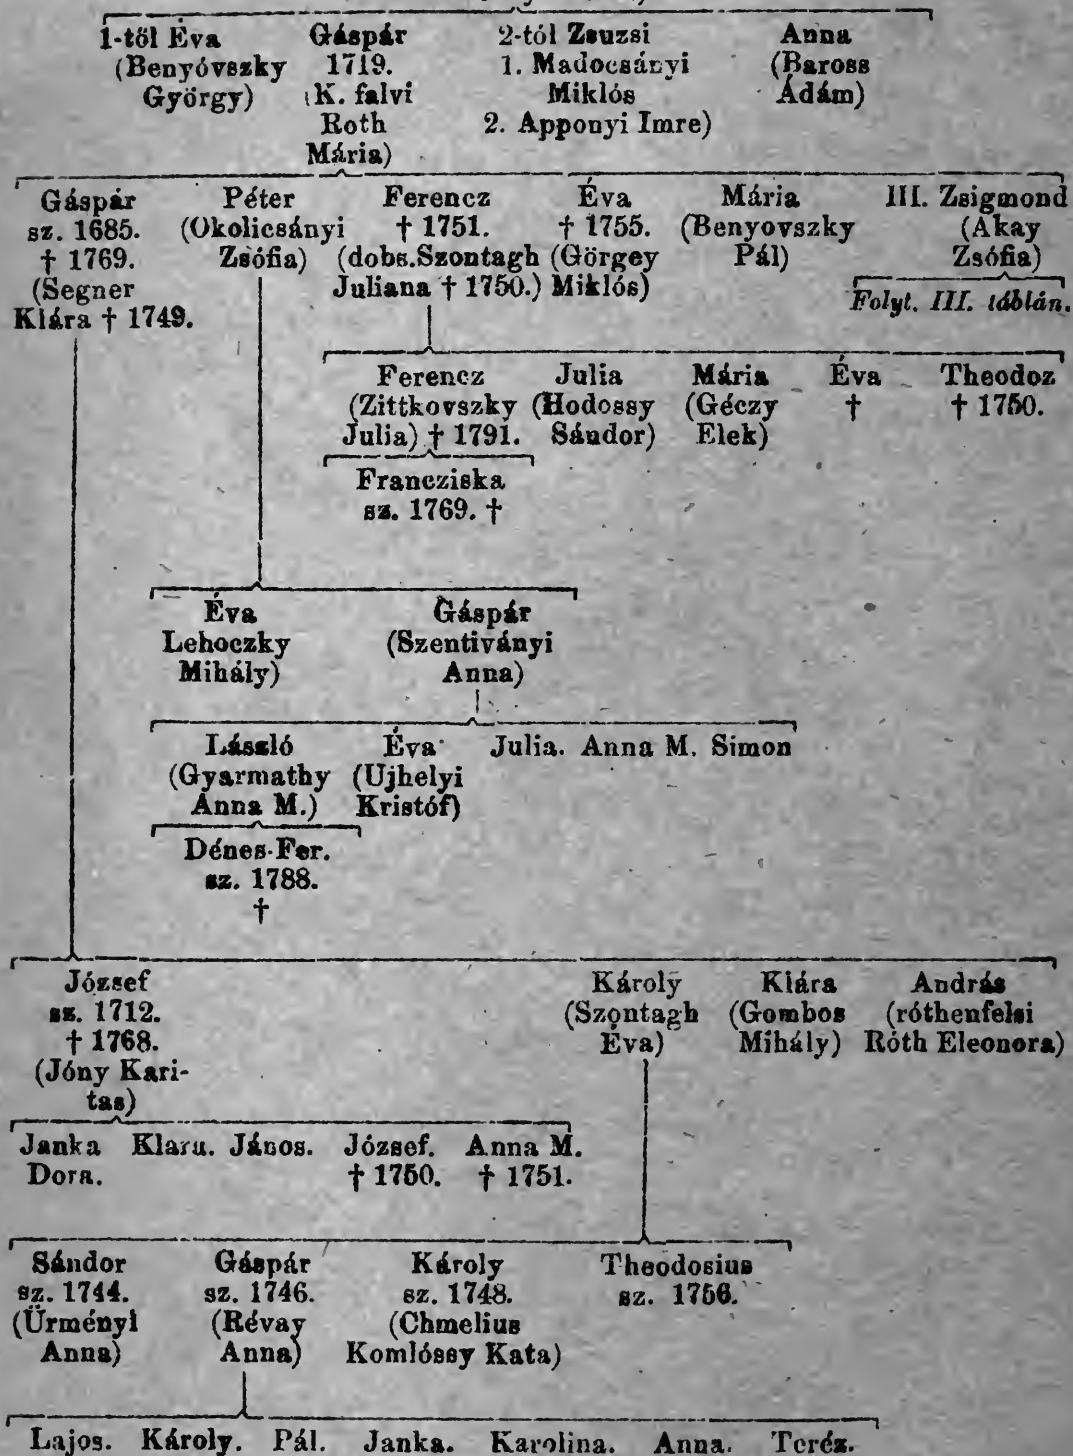 1-től Éva Gáspár 2-tól Zsuzsi Anna
(Benyóvszky 1719. 1. Madocsányi (Baross
György) (K. falvi Miklós Ádám)
Roth 2. Apponyi Imre)
Mária)
Gáspár Péter Ferencz Éva Mária III. Zsigmond
sz. 1685. (Okolicsányi † 1751. † 1755. (Benyovszky (Akay
† 1769. Zsófia) (dobs.Szontagh (Görgey Pál) Zsófia)
(Segner Juliana † 1750.) Miklós) Folyt. III. táblán.
Klára † 1749.
Ferencz Julia Mária Éva Theodoz
(Zittkovszky (Hodossy (Géczy † † 1750.
Julia) † 1791. Sándor) Elek)
Francziska
sz. 1769. †
Éva Gáspár
Lehoczky (Szentiványi
Mihály) Anna)
László Éva Julia. Anna M. Simon
(Gyarmathy (Ujhelyi
Anna M.) Kristóf)
Dénes-Fer.
sz. 1788.
†
József Károly Klára András
sz. 1712. (Szontagh (Gombos (róthenfelsi
† 1768. Éva) Mihály) Róth Eleonora)
(Jóny Kari-
tas)
Janka Klara. János. József. Anna M.
Dora. † 1750. † 1751.
Sándor Gáspár Károly Theodosius
sz. 1744. sz. 1746. sz. 1748. sz. 1756.
(Ürményi (Révay (Chmelius
Anna) Anna) Komlóssy Kata)
Lajos. Károly. Pál. Janka. Karolina. Anna. Teréz.